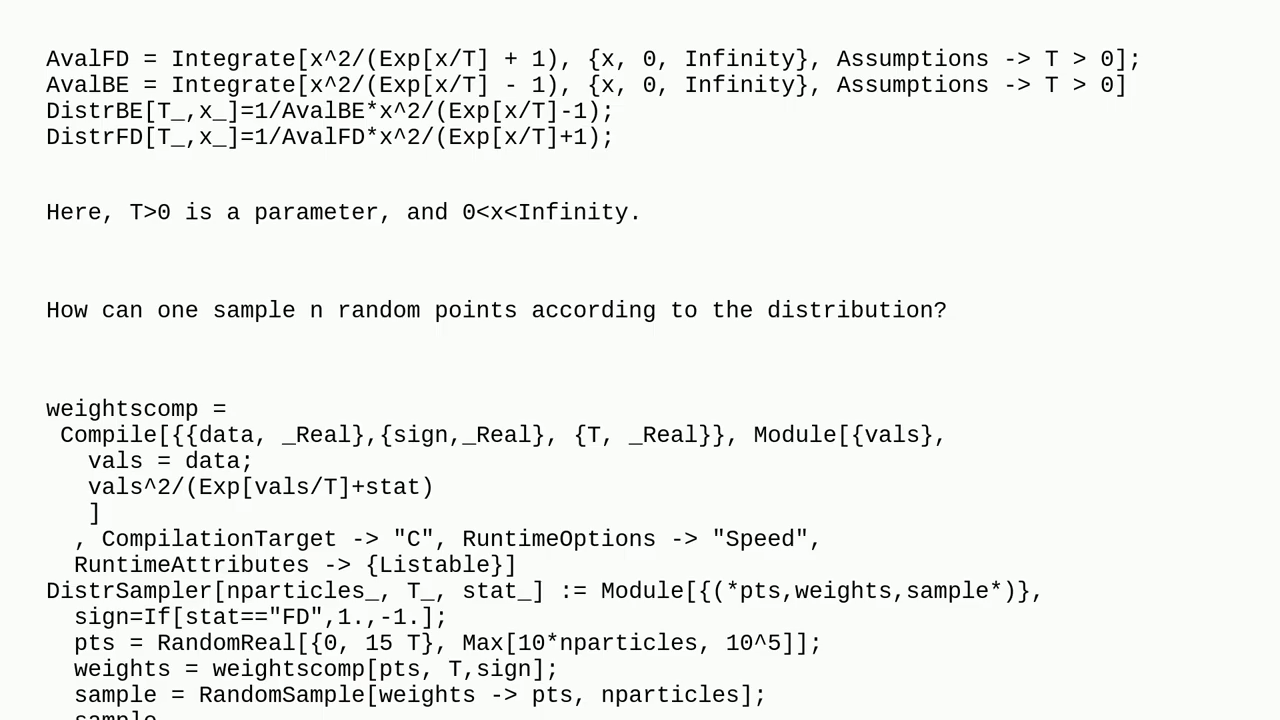 AvalFD = Integrate[x^2/(Exp[x/T] + 1), {x, 0, Infinity}, Assumptions -> T > 0];
AvalBE = Integrate[x^2/(Exp[x/T] - 1), {x, 0, Infinity}, Assumptions -> T > 0]
DistrBE[T_,x_]=1/AvalBE*x^2/(Exp[x/T]-1);
DistrFD[T_,x_]=1/AvalFD*x^2/(Exp[x/T]+1);
Here, T>0 is a parameter, and 0<x<Infinity.
How can one sample n random points according to the distribution?
weightscomp =
Compile[{{data, _Real},{sign,_Real}, {T, _Real}}, Module[{vals},
vals = data;
vals^2/(Exp[vals/T]+stat)
]
, CompilationTarget -> "C", RuntimeOptions -> "Speed",
RuntimeAttributes -> {Listable}]
DistrSampler[nparticles_, T_, stat_] := Module[{(*pts,weights,sample*)},
sign=If[stat=="FD",1.,-1.];
pts = RandomReal[{0, 15 T}, Max[10*nparticles, 10^5]];
weights = weightscomp[pts, T,sign];
sample = RandomSample[weights -> pts, nparticles];
sample